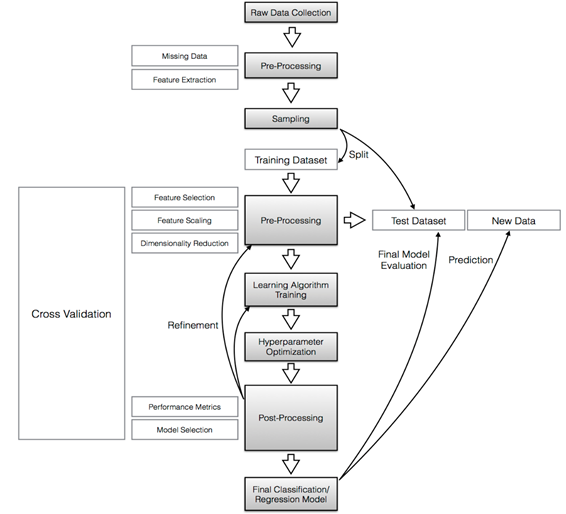 Raw Data Collection
Missing Data
Feature Extraction
Pre-Processing
Sampling
Split
Training Dataset
Feature Selection
Feature Scaling
Dimensionality Reduction
Pre-Processing
Test Dataset
New Data
Final Model
Evaluation
Prediction
Learning Algorithm
Training
Cross Validation
Refinement
Hyperparameter
Optimization
Performance Metrics
Model Selection
Post-Processing
Final Classification/
Regression Model